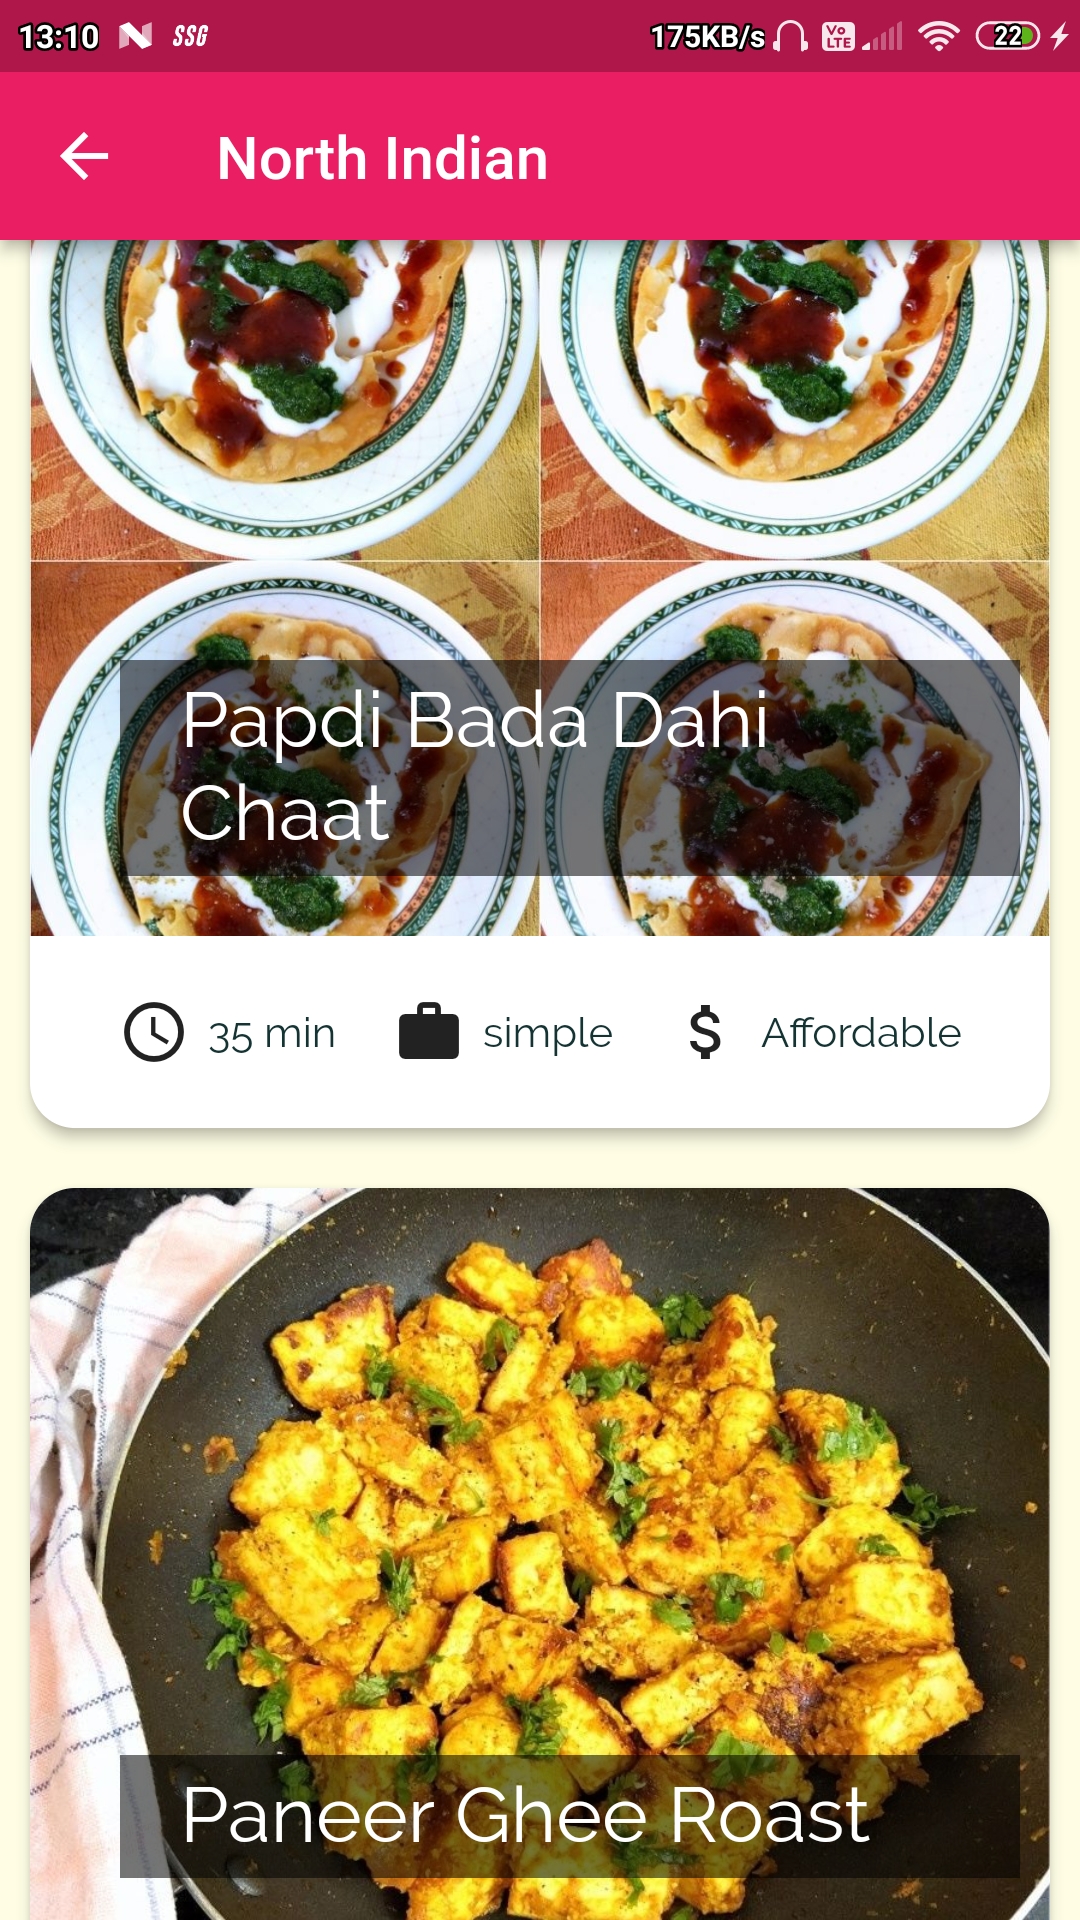 13:10 SSG 175KB/s Vo LTE 22
North Indian
Papdi Bada Dahi
Chaat
35 min simple $ Affordable
Paneer Ghee Roast